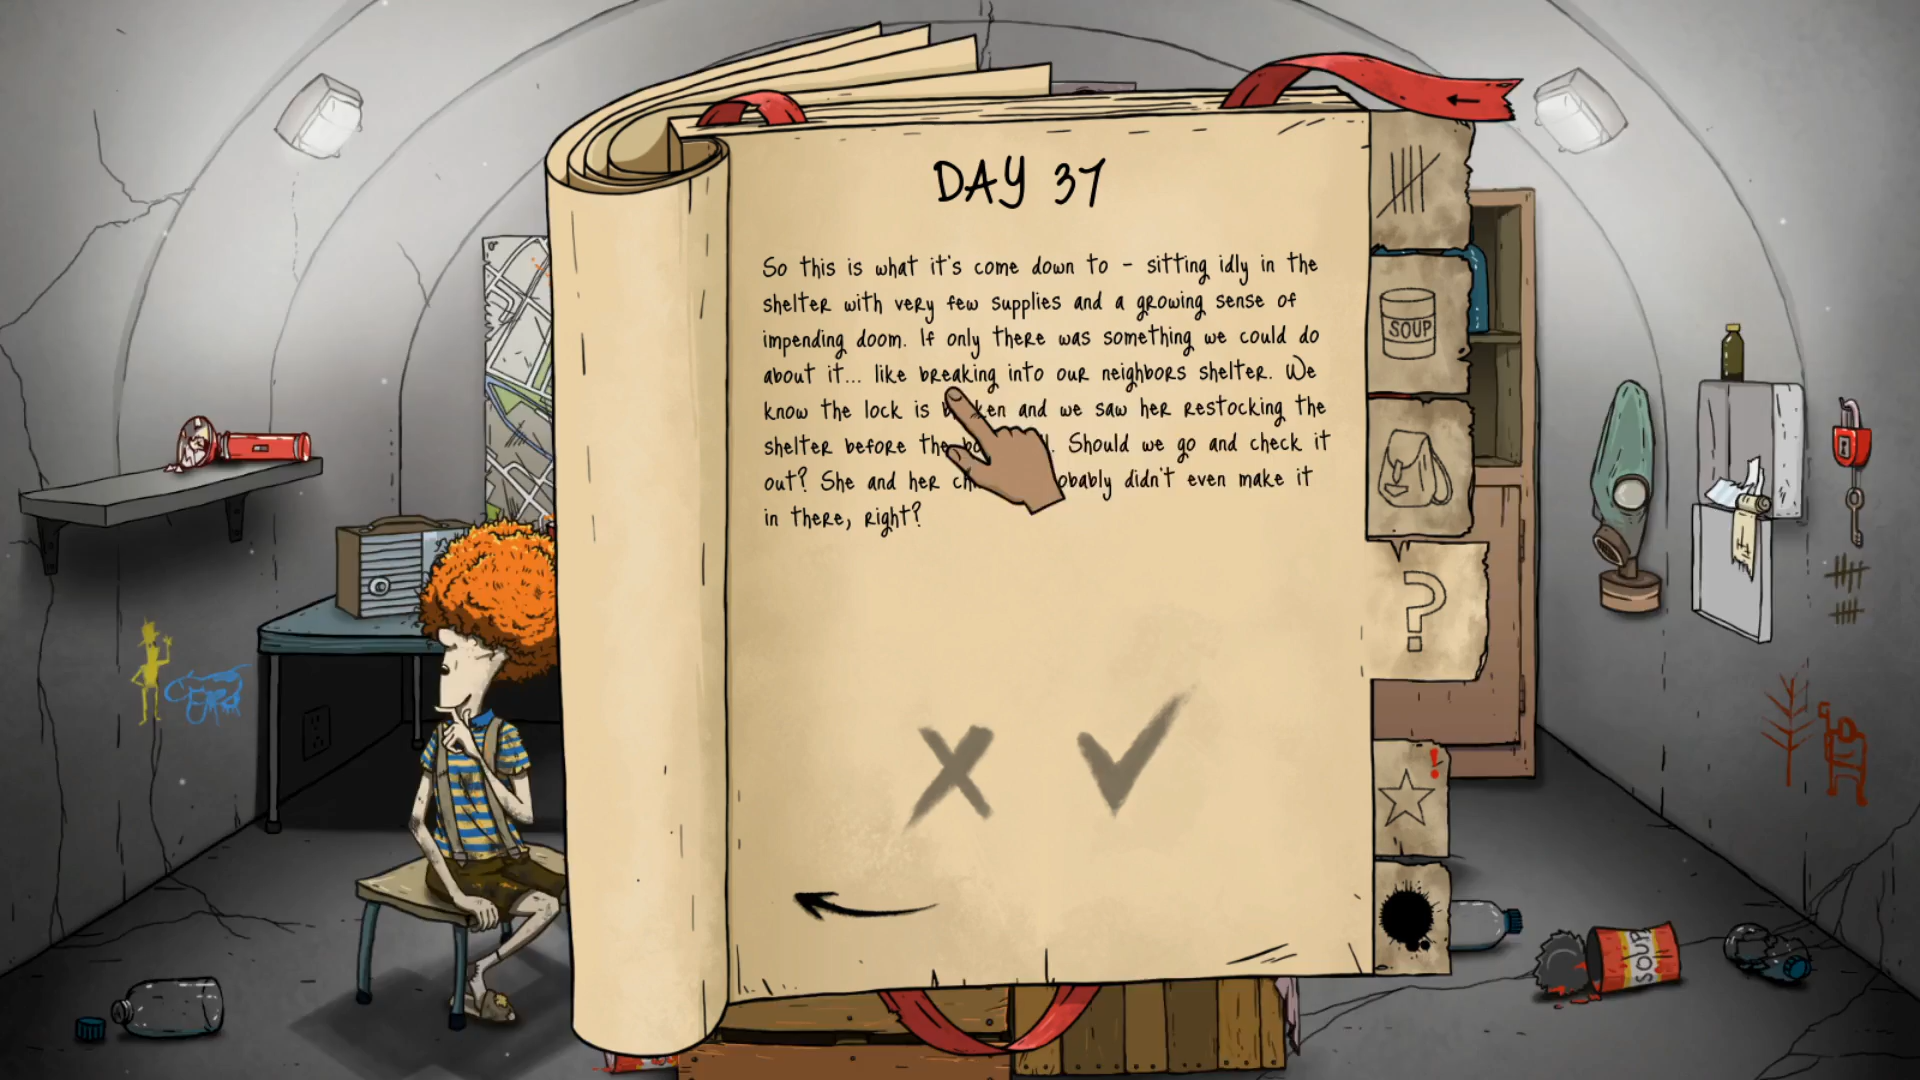 DAY 37
So this is what it's come down to - sitting idly in the
shelter with very few supplies and a growing sense of
impending doom. If only there was something we could do
about it... like breaking into our neighbors shelter. We
know the lock is and we saw her restocking the
shelter before the Should we go and check it
out? She and her didn't even make it
in there, right?
SOUP
SOUP